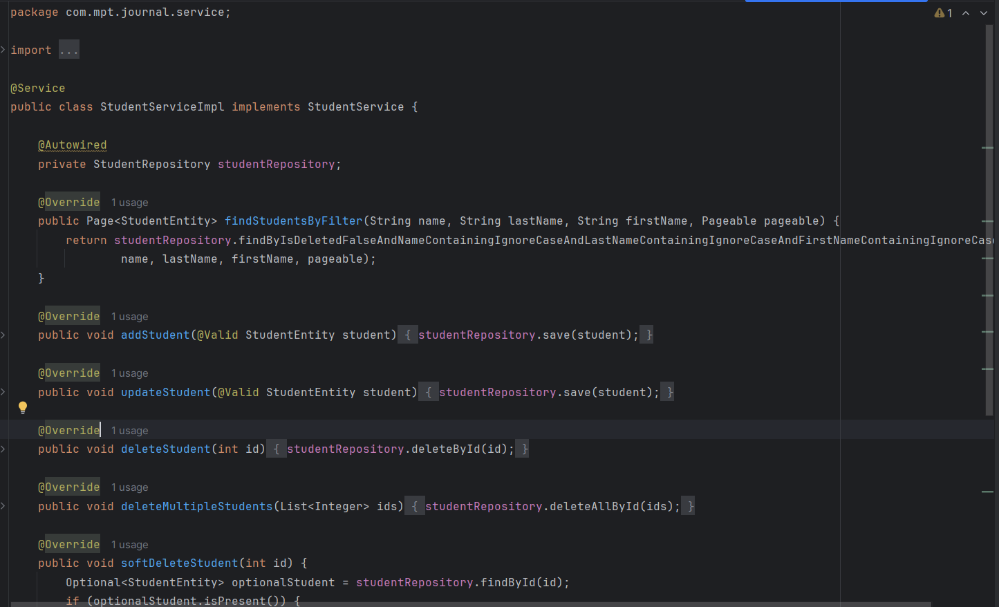 package com.mpt.journal.service;
1
import ...
@Service
public class StudentServiceImpl implements StudentService {
@Autowired
private StudentRepository studentRepository;
@Override 1 usage
public Page<StudentEntity> findStudentsByFilter(String name, String lastName, String firstName, Pageable pageable) {
return studentRepository.findByIsDeletedFalseAndNameContainingIgnoreCaseAndLastNameContainingIgnoreCaseAndFirstNameContainingIgnoreCas
name, lastName, firstName, pageable);
}
@Override 1 usage
public void addStudent(@Valid StudentEntity student) { studentRepository.save(student); }
@Override 1 usage
public void updateStudent(@Valid StudentEntity student) { studentRepository.save(student); }
@Override 1 usage
public void deleteStudent(int id) { studentRepository.deleteById(id); }
@Override 1 usage
public void deleteMultipleStudents(List<Integer> ids) { studentRepository.deleteAllById(ids); }
@Override 1 usage
public void softDeleteStudent(int id) {
Optional<StudentEntity> optionalStudent = studentRepository.findById(id);
if (optionalStudent.isPresent()) {